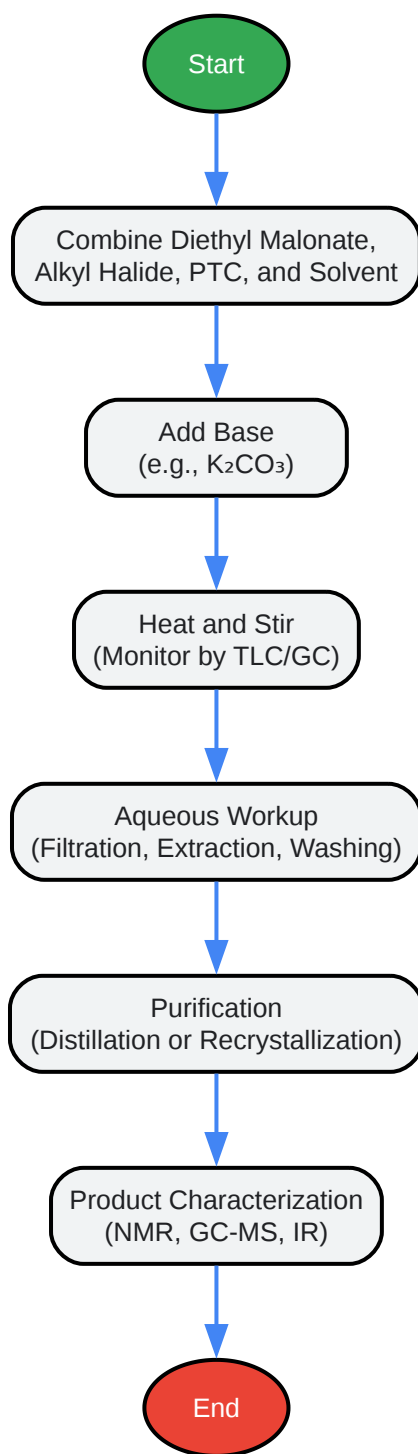 Start
Combine Diethyl Malonate,
Alkyl Halide, PTC, and Solvent
Add Base
(e.g., K₂CO₃)
Heat and Stir
(Monitor by TLC/GC)
Aqueous Workup
(Filtration, Extraction, Washing)
Purification
(Distillation or Recrystallization)
Product Characterization
(NMR, GC-MS, IR)
End